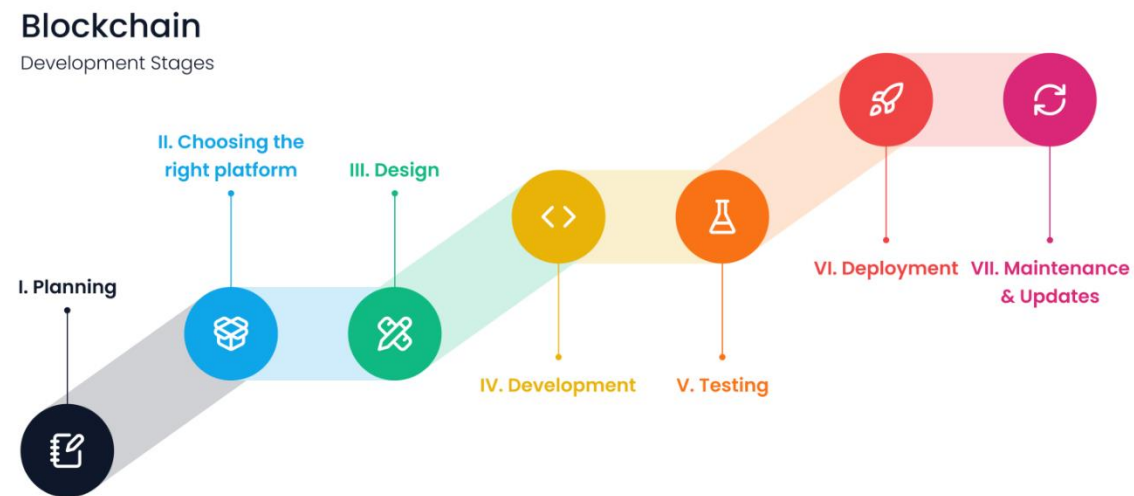 Blockchain
Development Stages
I. Planning
II. Choosing the
right platform
III. Design
IV. Development
V. Testing
VI. Deployment
VII. Maintenance
& Updates